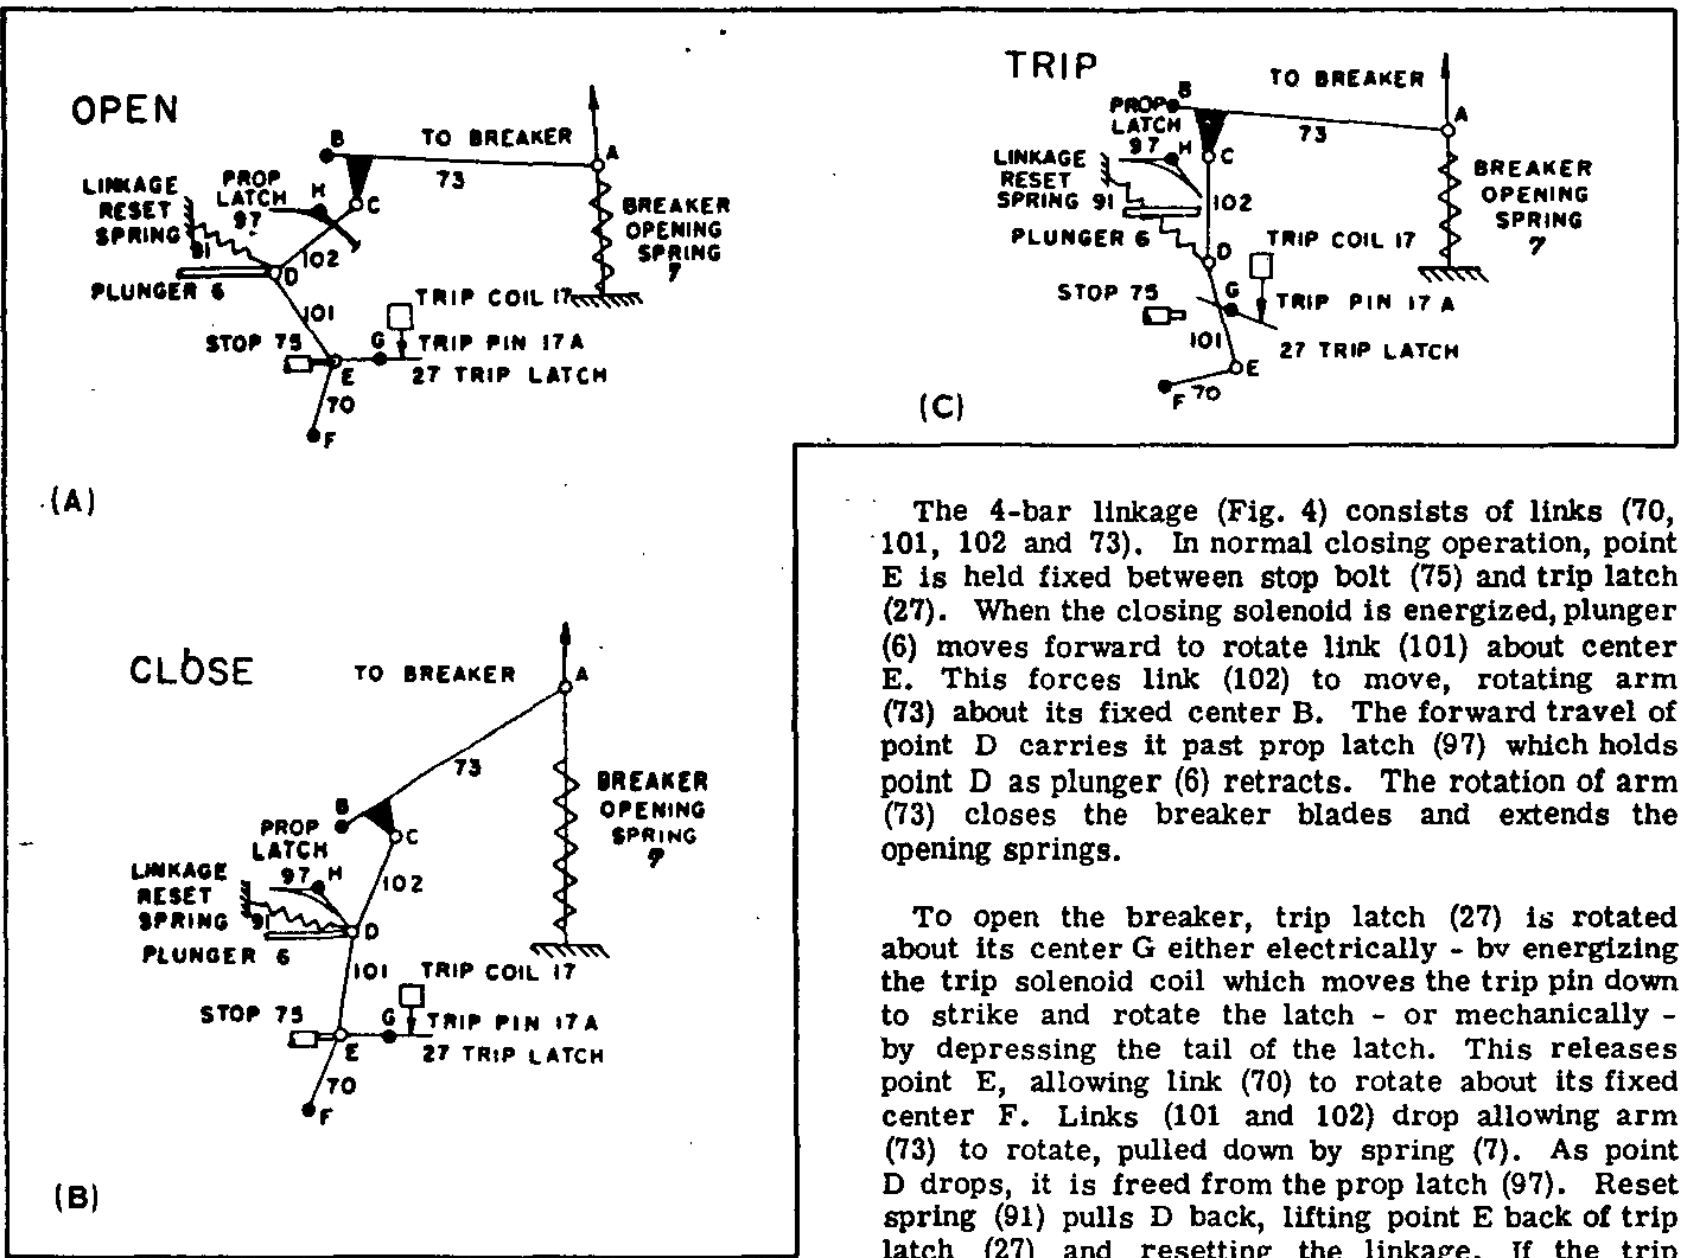 OPEN
B
TO BREAKER
A
73
PROP
LATCH
97
H
C
LINKAGE
RESET
SPRING
91
102
D
PLUNGER 6
BREAKER
OPENING
SPRING
7
101
TRIP COIL 17
STOP 75
G
TRIP PIN 17A
E
27 TRIP LATCH
70
F
(A)
TRIP
TO BREAKER
B
A
PROP
LATCH
97
H
73
C
LINKAGE
RESET
SPRING 91
102
BREAKER
OPENING
SPRING
7
PLUNGER 6
D
TRIP COIL 17
STOP 75
G
TRIP PIN 17 A
101
27 TRIP LATCH
E
F
70
(C)
CLOSE
TO BREAKER
A
73
B
PROP
LATCH
97
H
C
BREAKER
OPENING
SPRING
LINKAGE
RESET
SPRING
91
102
D
PLUNGER 6
101
TRIP COIL 17
STOP 75
G
TRIP PIN 17A
E
27 TRIP LATCH
70
F
(B)
The 4-bar linkage (Fig. 4) consists of links (70,
101, 102 and 73). In normal closing operation, point
E is held fixed between stop bolt (75) and trip latch
(27). When the closing solenoid is energized, plunger
(6) moves forward to rotate link (101) about center
E. This forces link (102) to move, rotating arm
(73) about its fixed center B. The forward travel of
point D carries it past prop latch (97) which holds
point D as plunger (6) retracts. The rotation of arm
(73) closes the breaker blades and extends the
opening springs.
To open the breaker, trip latch (27) is rotated
about its center G either electrically - by energizing
the trip solenoid coil which moves the trip pin down
to strike and rotate the latch - or mechanically -
by depressing the tail of the latch. This releases
point E, allowing link (70) to rotate about its fixed
center F. Links (101 and 102) drop allowing arm
(73) to rotate, pulled down by spring (7). As point
D drops, it is freed from the prop latch (97). Reset
spring (91) pulls D back, lifting point E back of trip
latch (27) and resetting the linkage. If the trip